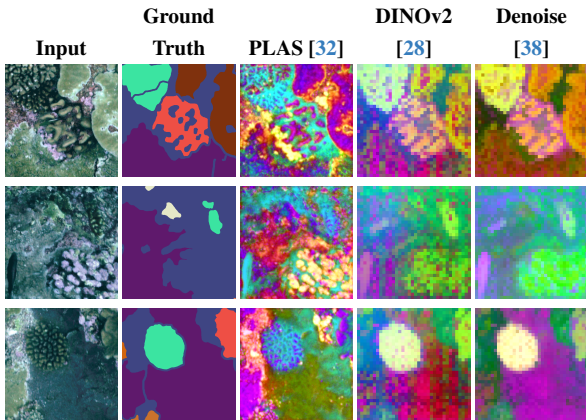 Ground DINOv2 Denoise
Input Truth PLAS [32] [28] [38]